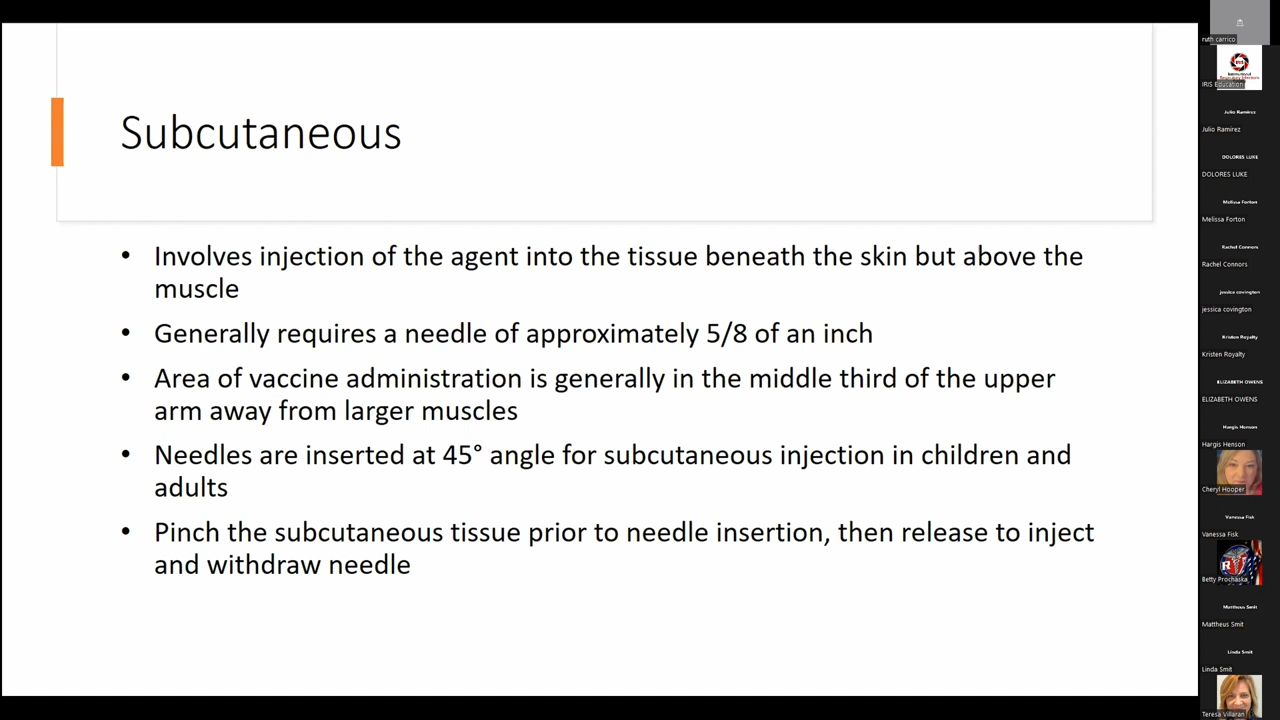 Subcutaneous
• Involves injection of the agent into the tissue beneath the skin but above the
muscle
• Generally requires a needle of approximately 5/8 of an inch
• Area of vaccine administration is generally in the middle third of the upper
arm away from larger muscles
• Needles are inserted at 45° angle for subcutaneous injection in children and
adults
• Pinch the subcutaneous tissue prior to needle insertion, then release to inject
and withdraw needle
ruth carrico
IRIS
International
IRIS Education
Julio Ramirez
Julio Ramirez
DOLORES LUKE
DOLORES LUKE
Melissa Forton
Melissa Forton
Rachel Connors
Rachel Connors
jessica covington
jessica covington
Kristen Royalty
Kristen Royalty
ELIZABETH OWENS
ELIZABETH OWENS
Hargis Henson
Hargis Henson
Cheryl Hooper
Vanessa Fisk
Vanessa Fisk
Betty Prochaska
Mattheus Smit
Mattheus Smit
Linda Smit
Linda Smit
Teresa Villaran